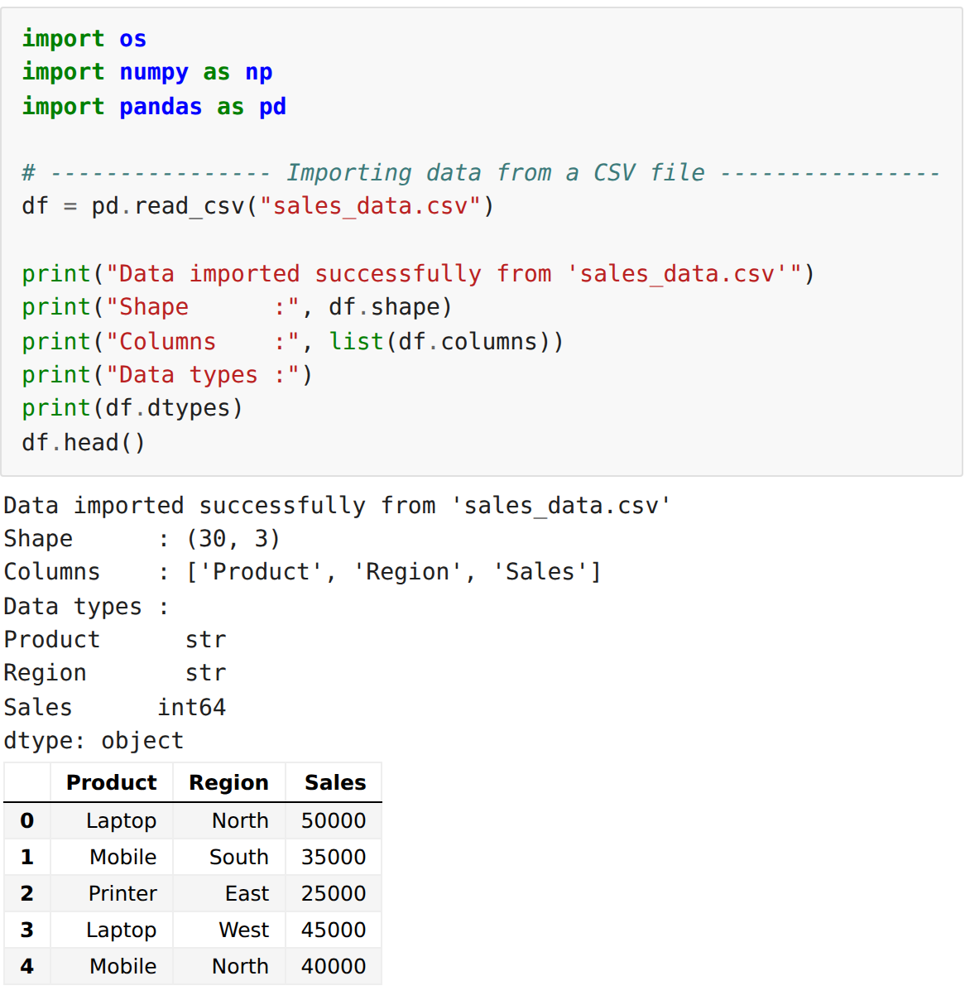 import os
import numpy as np
import pandas as pd
# ---------------- Importing data from a CSV file ----------------
df = pd.read_csv("sales_data.csv")
print("Data imported successfully from 'sales_data.csv'")
print("Shape      :", df.shape)
print("Columns    :", list(df.columns))
print("Data types :")
print(df.dtypes)
df.head()
Data imported successfully from 'sales_data.csv'
Shape      : (30, 3)
Columns    : ['Product', 'Region', 'Sales']
Data types :
Product      str
Region       str
Sales      int64
dtype: object
Product Region Sales
0 Laptop North 50000
1 Mobile South 35000
2 Printer East 25000
3 Laptop West 45000
4 Mobile North 40000